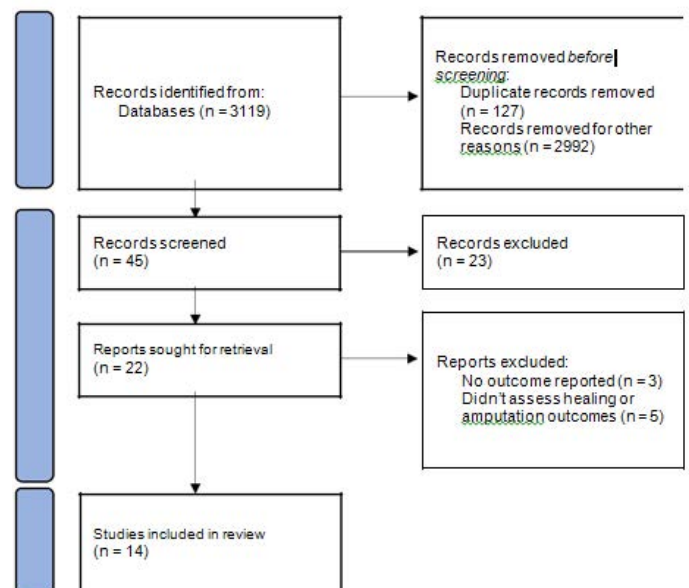 Records identified from:
Databases (n = 3119)
Records removed before
screening:
Duplicate records removed
(n = 127)
Records removed for other
reasons (n = 2992)
Records screened
(n = 45)
Records excluded
(n = 23)
Reports sought for retrieval
(n = 22)
Reports excluded:
No outcome reported (n = 3)
Didn't assess healing or
amputation outcomes (n = 5)
Studies included in review
(n = 14)